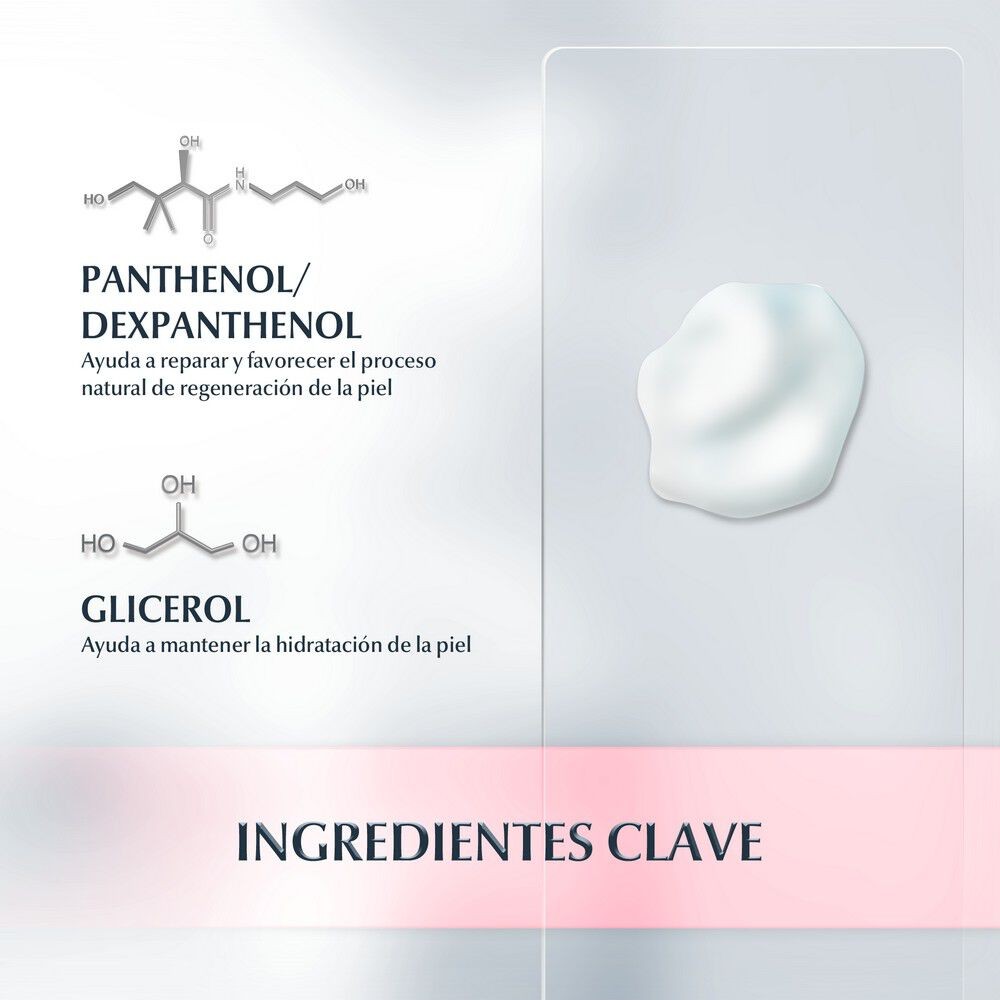 OH
HO
H
N
OH
O
PANTHENOL/
DEXPANTHENOL
Ayuda a reparar y favorecer el proceso
natural de regeneración de la piel
OH
HO
OH
GLICEROL
Ayuda a mantener la hidratación de la piel
INGREDIENTES CLAVE